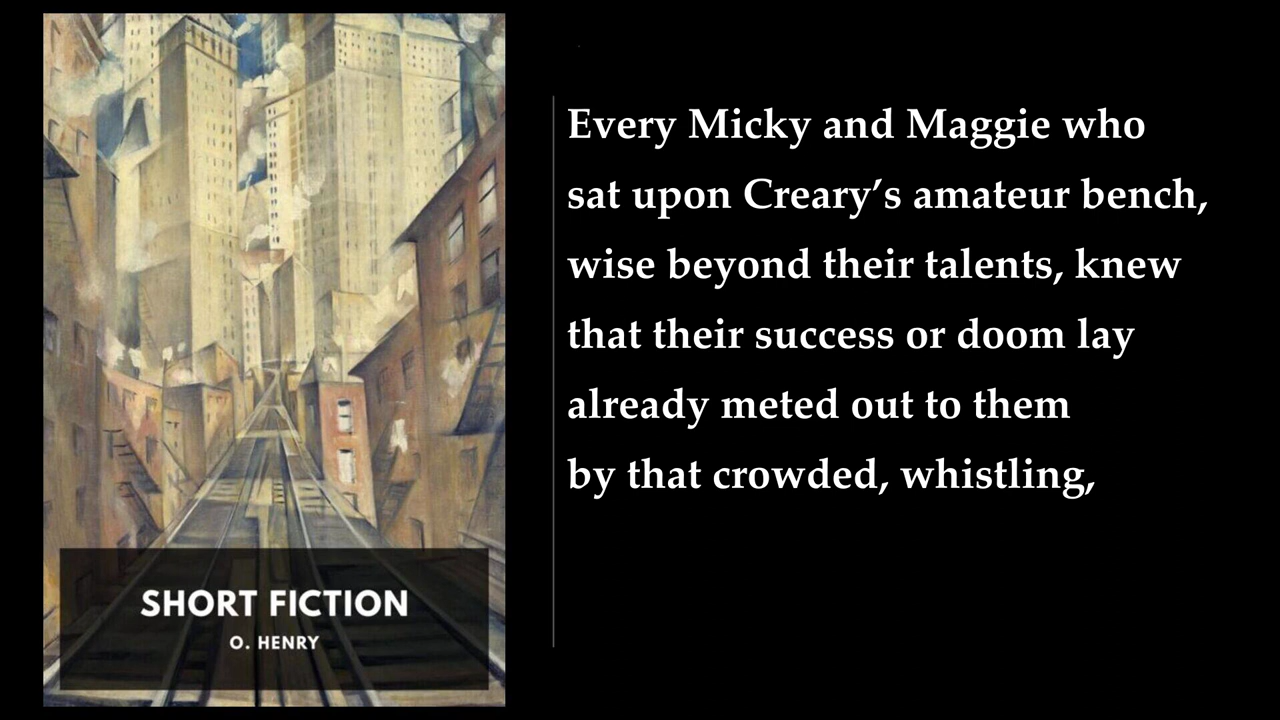 SHORT FICTION
O. HENRY
Every Micky and Maggie who
sat upon Creary’s amateur bench,
wise beyond their talents, knew
that their success or doom lay
already meted out to them
by that crowded, whistling,